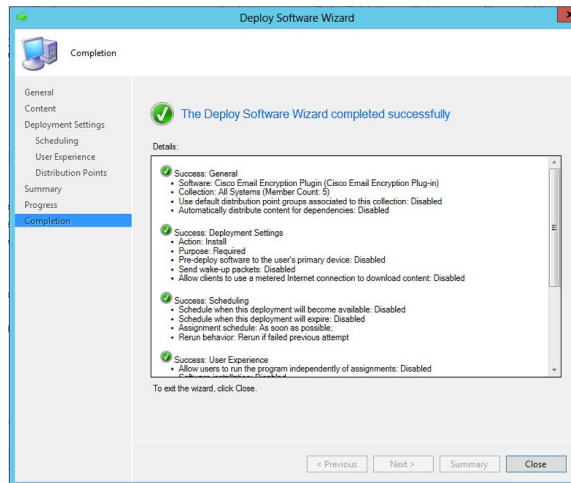 Deploy Software Wizard
Completion
General
Content
Deployment Settings
Scheduling
User Experience
Distribution Points
Summary
Progress
Completion
The Deploy Software Wizard completed successfully
Details:
Success: General
• Software: Cisco Email Encryption Plugin (Cisco Email Encryption Plug-in)
• Collection: All Systems (Member Count: 5)
• Use default distribution point groups associated to this collection: Disabled
• Automatically distribute content for dependencies: Disabled
Success: Deployment Settings
• Action: Install
• Purpose: Required
• Pre-deploy software to the user's primary device: Disabled
• Send wake-up packets: Disabled
• Allow clients to use a metered Internet connection to download content: Disabled
Success: Scheduling
• Schedule when this deployment will become available: Disabled
• Schedule when this deployment will expire: Disabled
• Assignment schedule: As soon as possible;
• Rerun behavior: Rerun if failed previous attempt
Success: User Experience
• Allow users to run the program independently of assignments: Disabled
To exit the wizard, click Close.
< Previous
Next >
Summary
Close